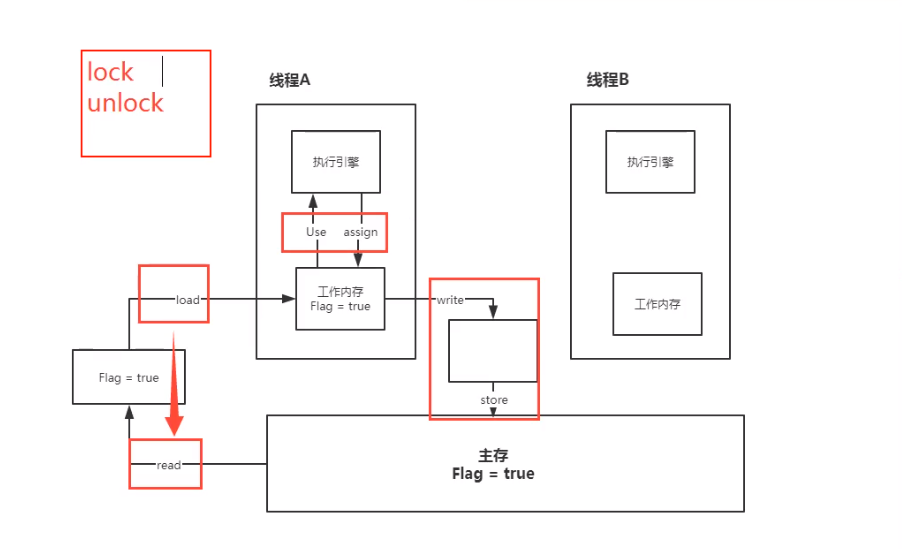 lock
unlock
线程A
线程B
执行引擎
执行引擎
Use
assign
load
工作内存
Flag = true
write
工作内存
Flag = true
store
read
主存
Flag = true